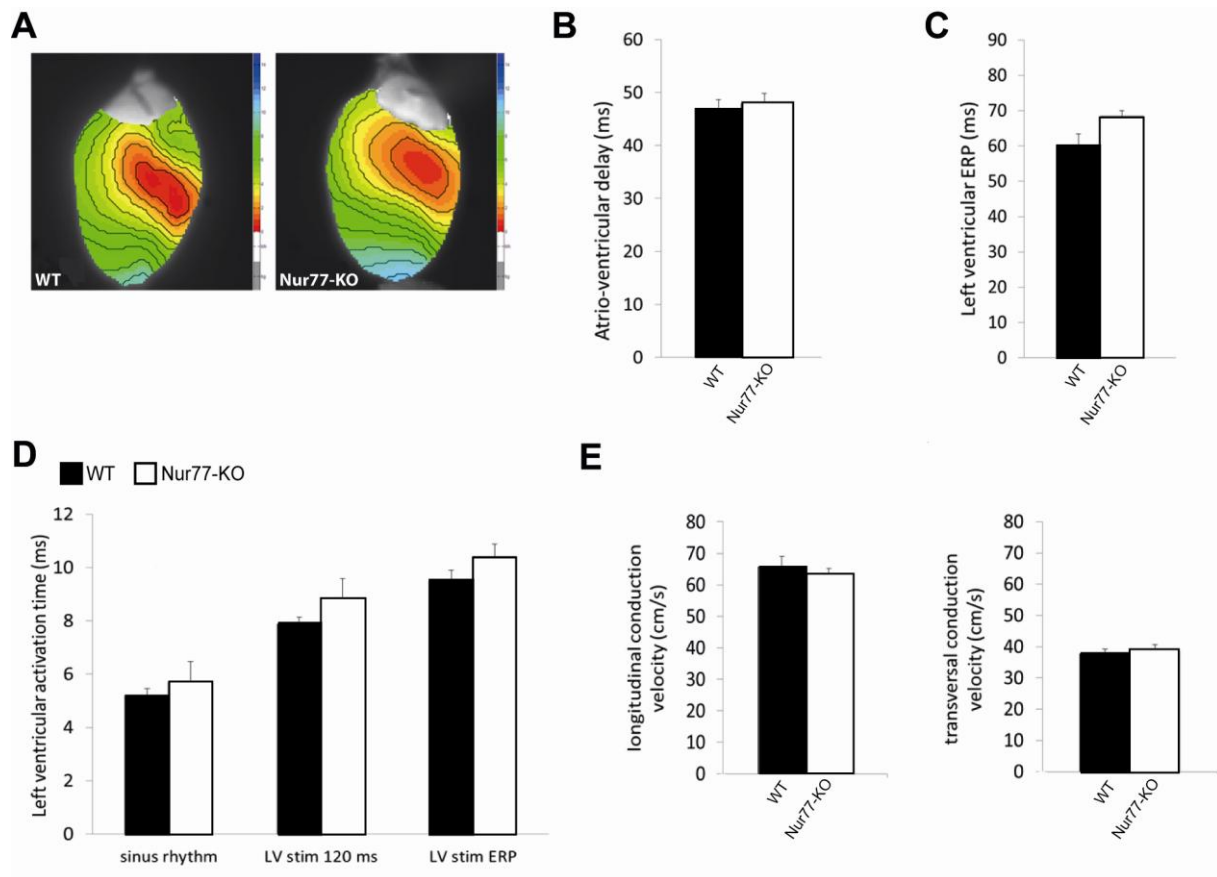 A
WT
Nur77-KO
B
Atrio-ventricular delay (ms)
60
50
40
30
20
10
0
WT
Nur77-KO
C
Left ventricular ERP (ms)
90
80
70
60
50
40
30
20
10
0
WT
Nur77-KO
D
WT
Nur77-KO
Left ventricular activation time (ms)
12
10
8
6
4
2
0
sinus rhythm
LV stim 120 ms
LV stim ERP
E
longitudinal conduction
velocity (cm/s)
80
70
60
50
40
30
20
10
0
WT
Nur77-KO
transversal conduction
velocity (cm/s)
80
70
60
50
40
30
20
10
0
WT
Nur77-KO